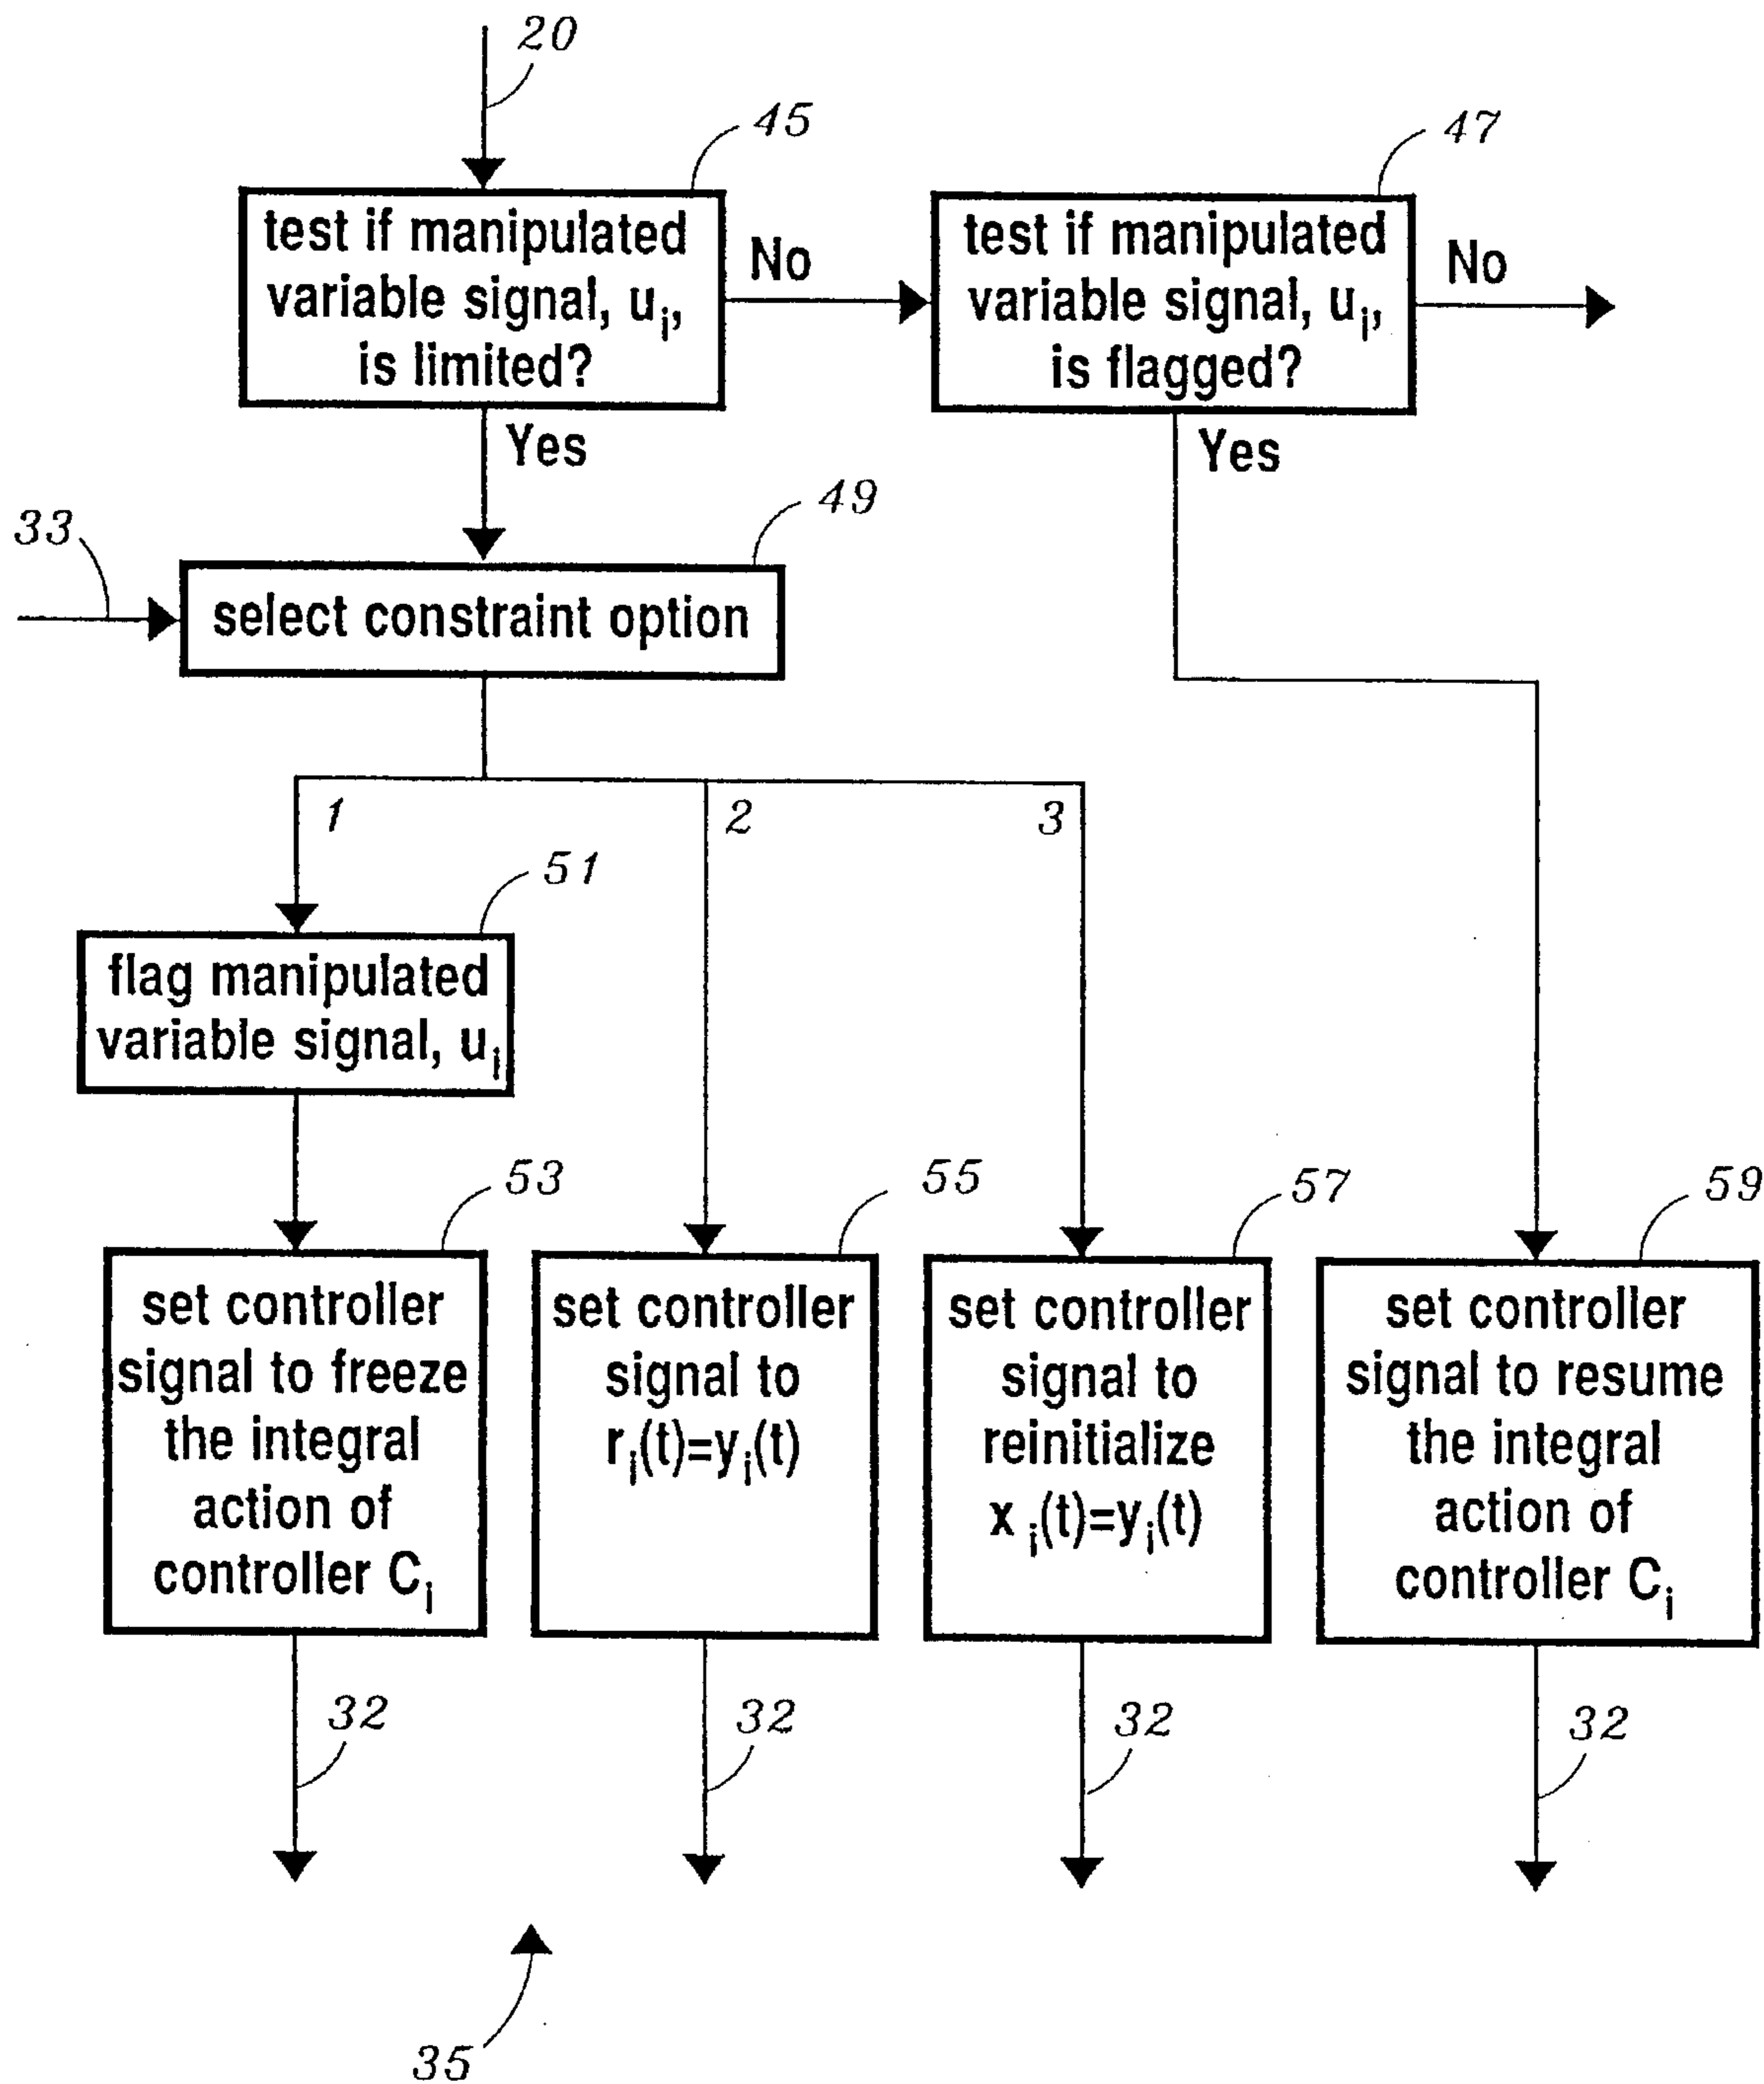 20
45
47
test if manipulated
variable signal, uᵢ,
is limited?
No
test if manipulated
variable signal, uᵢ,
is flagged?
No
Yes
Yes
33
49
select constraint option
1
2
3
51
flag manipulated
variable signal, uᵢ
53
55
57
59
set controller
signal to freeze
the integral
action of
controller Cᵢ
set controller
signal to
rᵢ(t)=yᵢ(t)
set controller
signal to
reinitialize
x ᵢ(t)=yᵢ(t)
set controller
signal to resume
the integral
action of
controller Cᵢ
32
32
32
32
35